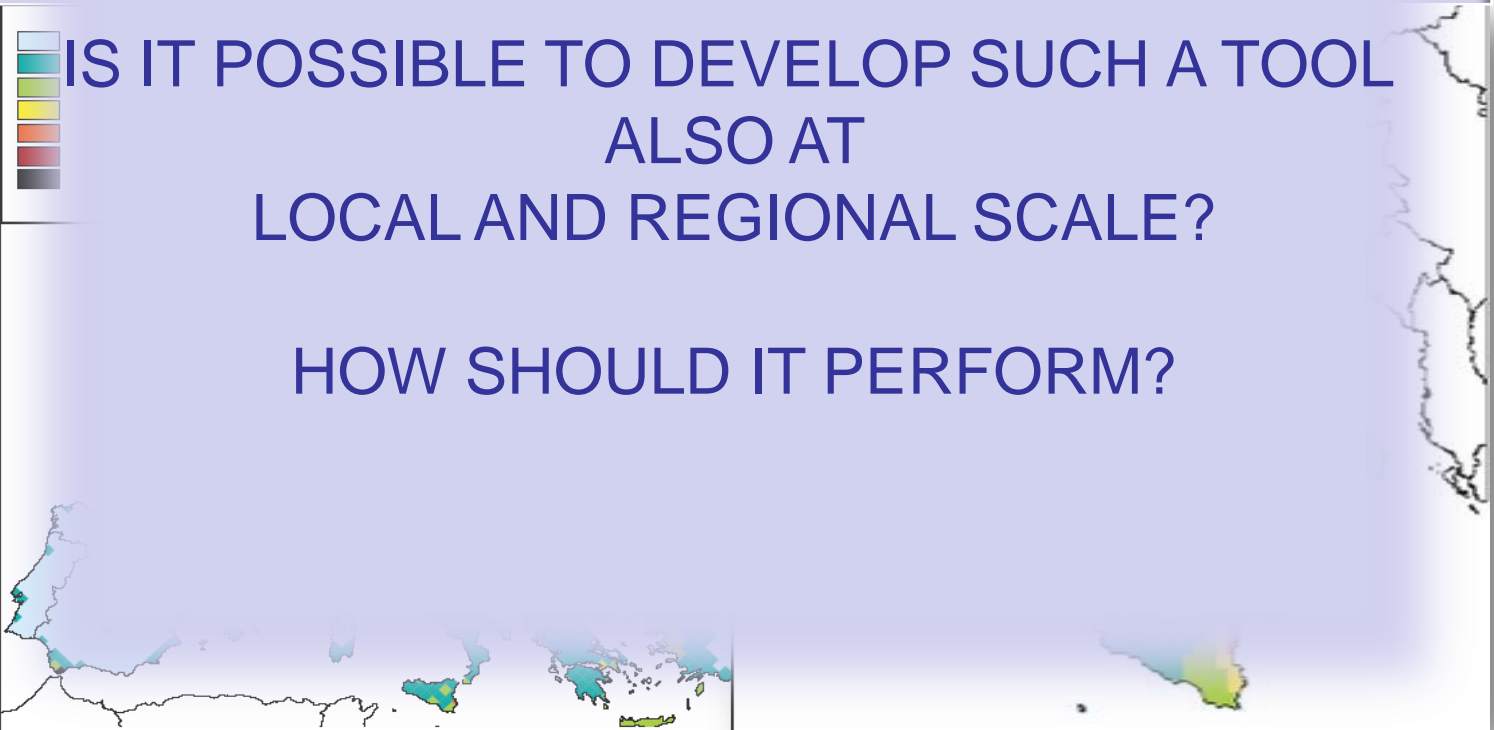 IS IT POSSIBLE TO DEVELOP SUCH A TOOL
ALSO AT
LOCAL AND REGIONAL SCALE?
HOW SHOULD IT PERFORM?